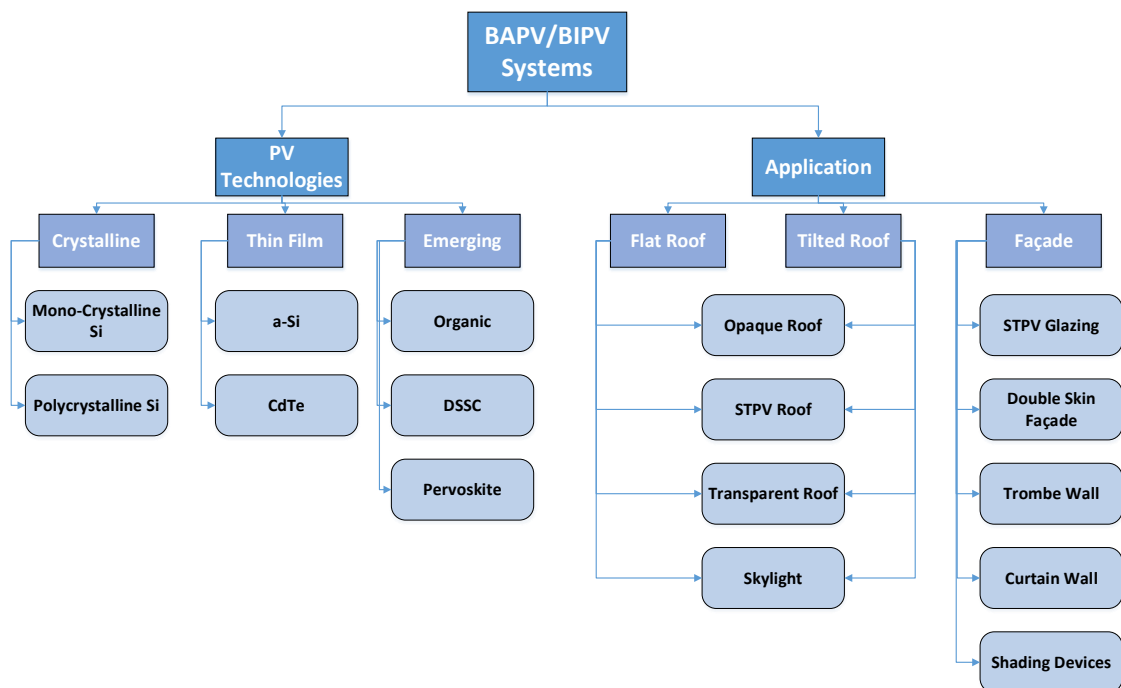 BAPV/BIPV
Systems
PV
Technologies
Application
Crystalline
Thin Film
Emerging
Flat Roof
Tilted Roof
Façade
Mono-Crystalline
Si
a-Si
Organic
Opaque Roof
STPV Glazing
Polycrystalline Si
CdTe
DSSC
STPV Roof
Double Skin
Façade
Pervoskite
Transparent Roof
Trombe Wall
Skylight
Curtain Wall
Shading Devices